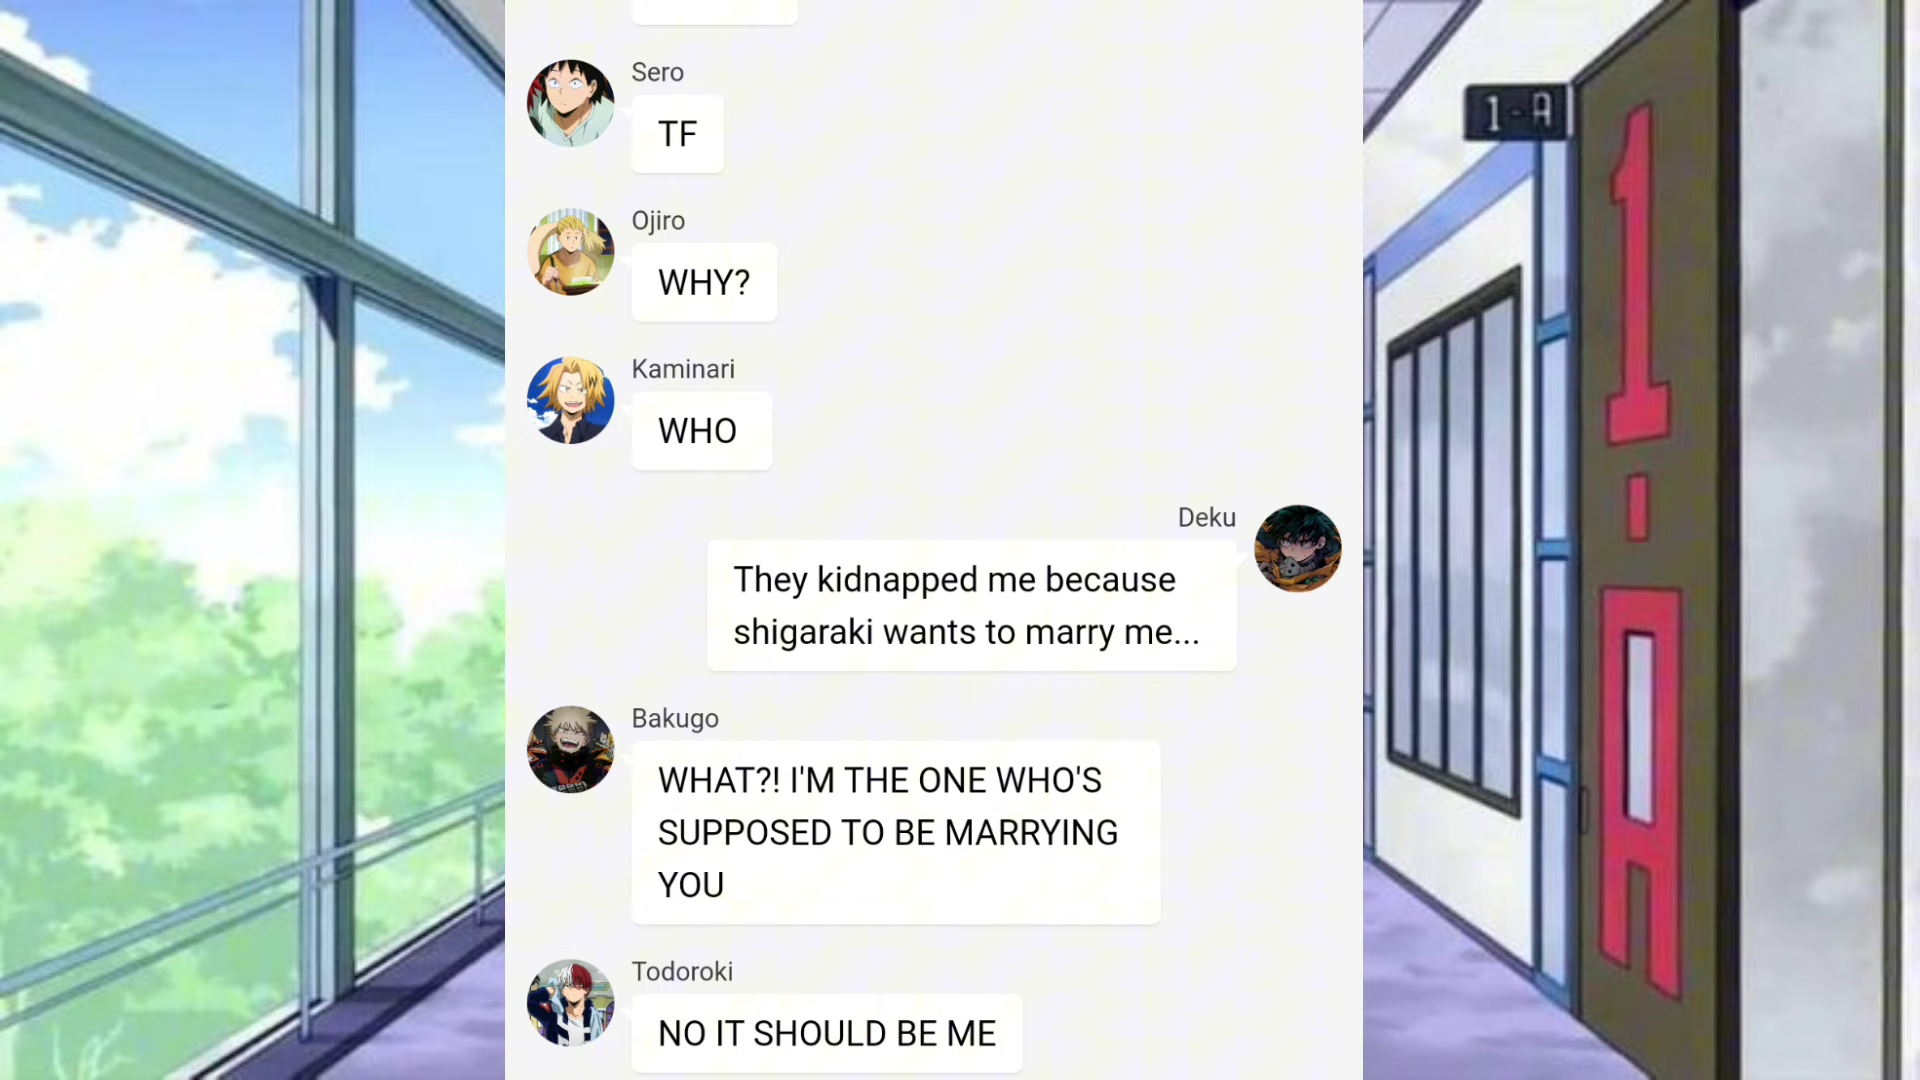 Sero
TF
Ojiro
WHY?
Kaminari
WHO
Deku
They kidnapped me because
shigaraki wants to marry me...
Bakugo
WHAT?! I'M THE ONE WHO'S
SUPPOSED TO BE MARRYING
YOU
Todoroki
NO IT SHOULD BE ME
1-A
1-A